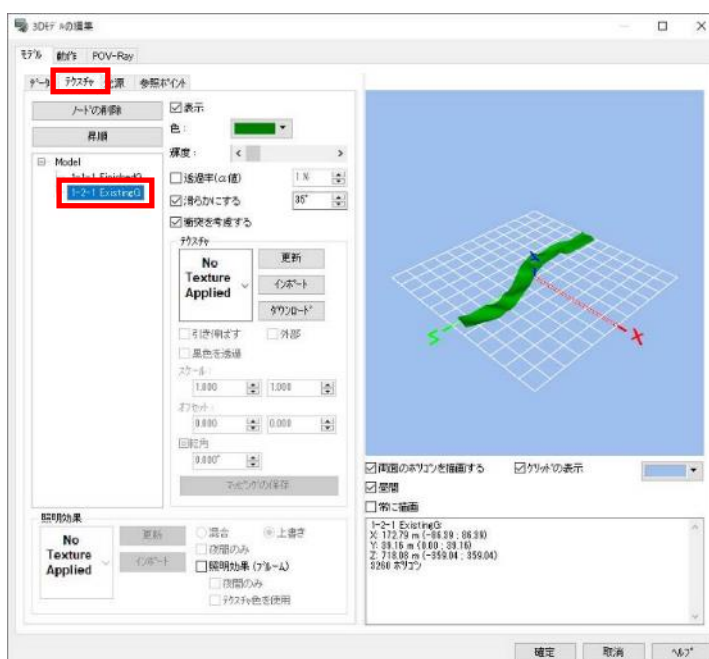 3Dモデルの編集
モデル 動作 POV-Ray
データ テクスチャ 光源 参照ポイント
ノードの削除
昇順
Model
1-1-1 FinishedG
1-2-1 ExistingG
☑表示
色:
輝度:
透過率(α値) 1 %
滑らかにする 35°
衝突を考慮する
テクスチャ
No Texture Applied
更新
インポート
ダウンロード
引き伸ばす 外部
黒色を透過
スケール:
1.000 1.000
オフセット:
0.000 0.000
回転角
0.000°
マッピングの保存
照明効果
No Texture Applied
更新
インポート
混合 上書き
夜間のみ
照明効果 (ブルーム)
夜間のみ
テクスチャ色を使用
S X
両面のポリゴンを描画する グリッドの表示
昼間
常に描画
1-2-1 ExistingG:
X: 172.79 m (-86.39 ; 86.39)
Y: 39.16 m (0.00 ; 39.16)
Z: 718.08 m (-359.04 ; 359.04)
3260 ポリゴン
確定 取消 ヘルプ